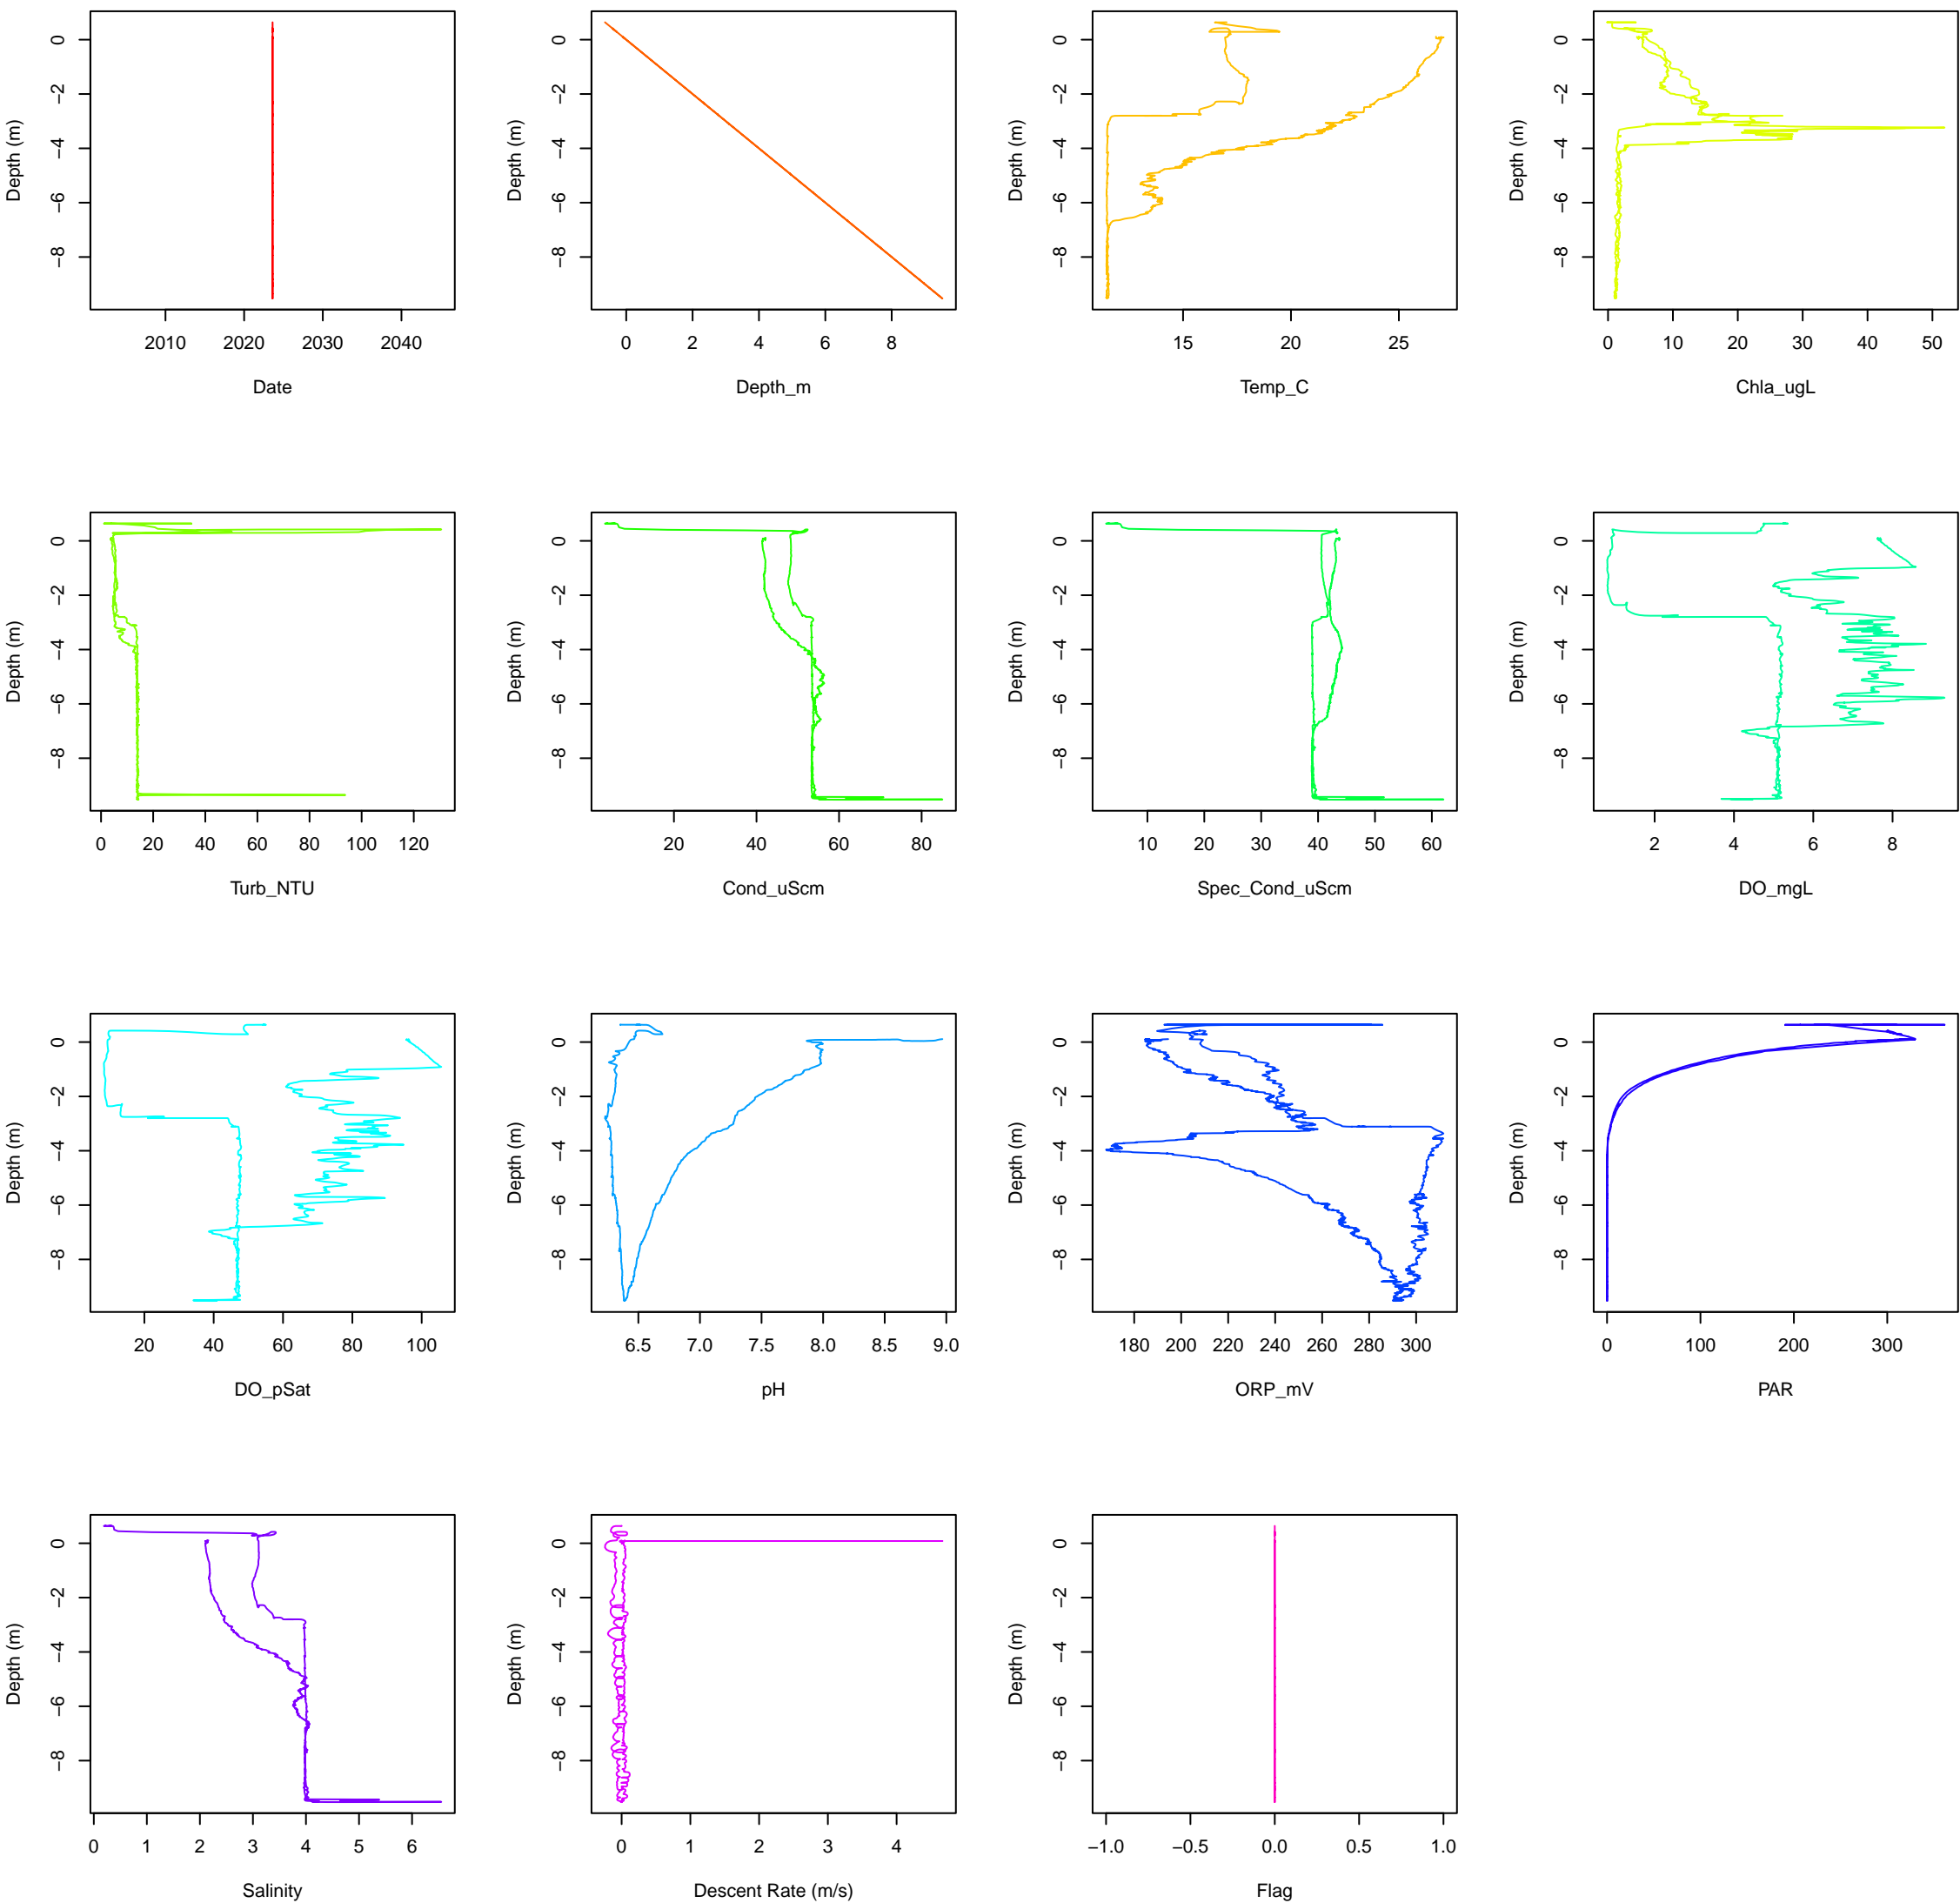 Depth (m)
0
−2
−4
−6
−8
2010 2020 2030 2040
Date
Depth (m)
0
−2
−4
−6
−8
0 2 4 6 8
Depth_m
Depth (m)
0
−2
−4
−6
−8
15 20 25
Temp_C
Depth (m)
0
−2
−4
−6
−8
0 10 20 30 40 50
Chla_ugL
Depth (m)
0
−2
−4
−6
−8
0 20 40 60 80 100 120
Turb_NTU
Depth (m)
0
−2
−4
−6
−8
20 40 60 80
Cond_uScm
Depth (m)
0
−2
−4
−6
−8
10 20 30 40 50 60
Spec_Cond_uScm
Depth (m)
0
−2
−4
−6
−8
2 4 6 8
DO_mgL
Depth (m)
0
−2
−4
−6
−8
20 40 60 80 100
DO_pSat
Depth (m)
0
−2
−4
−6
−8
6.5 7.0 7.5 8.0 8.5 9.0
pH
Depth (m)
0
−2
−4
−6
−8
180 200 220 240 260 280 300
ORP_mV
Depth (m)
0
−2
−4
−6
−8
0 100 200 300
PAR
Depth (m)
0
−2
−4
−6
−8
0 1 2 3 4 5 6
Salinity
Depth (m)
0
−2
−4
−6
−8
0 1 2 3 4
Descent Rate (m/s)
Depth (m)
0
−2
−4
−6
−8
−1.0 −0.5 0.0 0.5 1.0
Flag